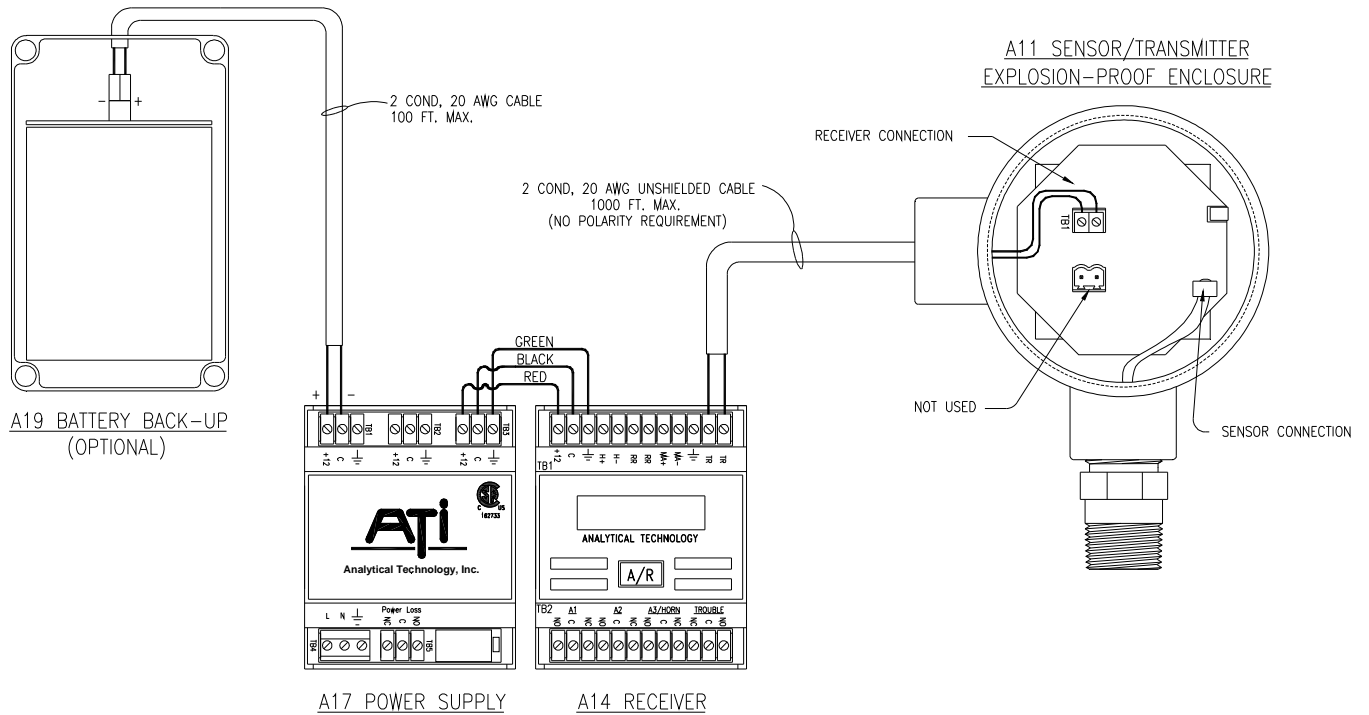 A11 SENSOR/TRANSMITTER
EXPLOSION-PROOF ENCLOSURE
- +
2 COND, 20 AWG CABLE
100 FT. MAX.
RECEIVER CONNECTION
2 COND, 20 AWG UNSHIELDED CABLE
1000 FT. MAX.
(NO POLARITY REQUIREMENT)
TB1
NOT USED
SENSOR CONNECTION
GREEN
BLACK
RED
A19 BATTERY BACK-UP
(OPTIONAL)
+ -
TB1
TB2
TB3
+12 C
+12 C
+12 C
+12 C H+ H- RR RR MA+ MA- TR TR
TB1
C US
162733
ATi
Analytical Technology, Inc.
ANALYTICAL TECHNOLOGY
A/R
L N
Power Loss
NC C NO
TB4
TB5
TB2
A1 A2 A3/HORN TROUBLE
NO C NC NO C NO C NC NC C NO
A17 POWER SUPPLY
A14 RECEIVER